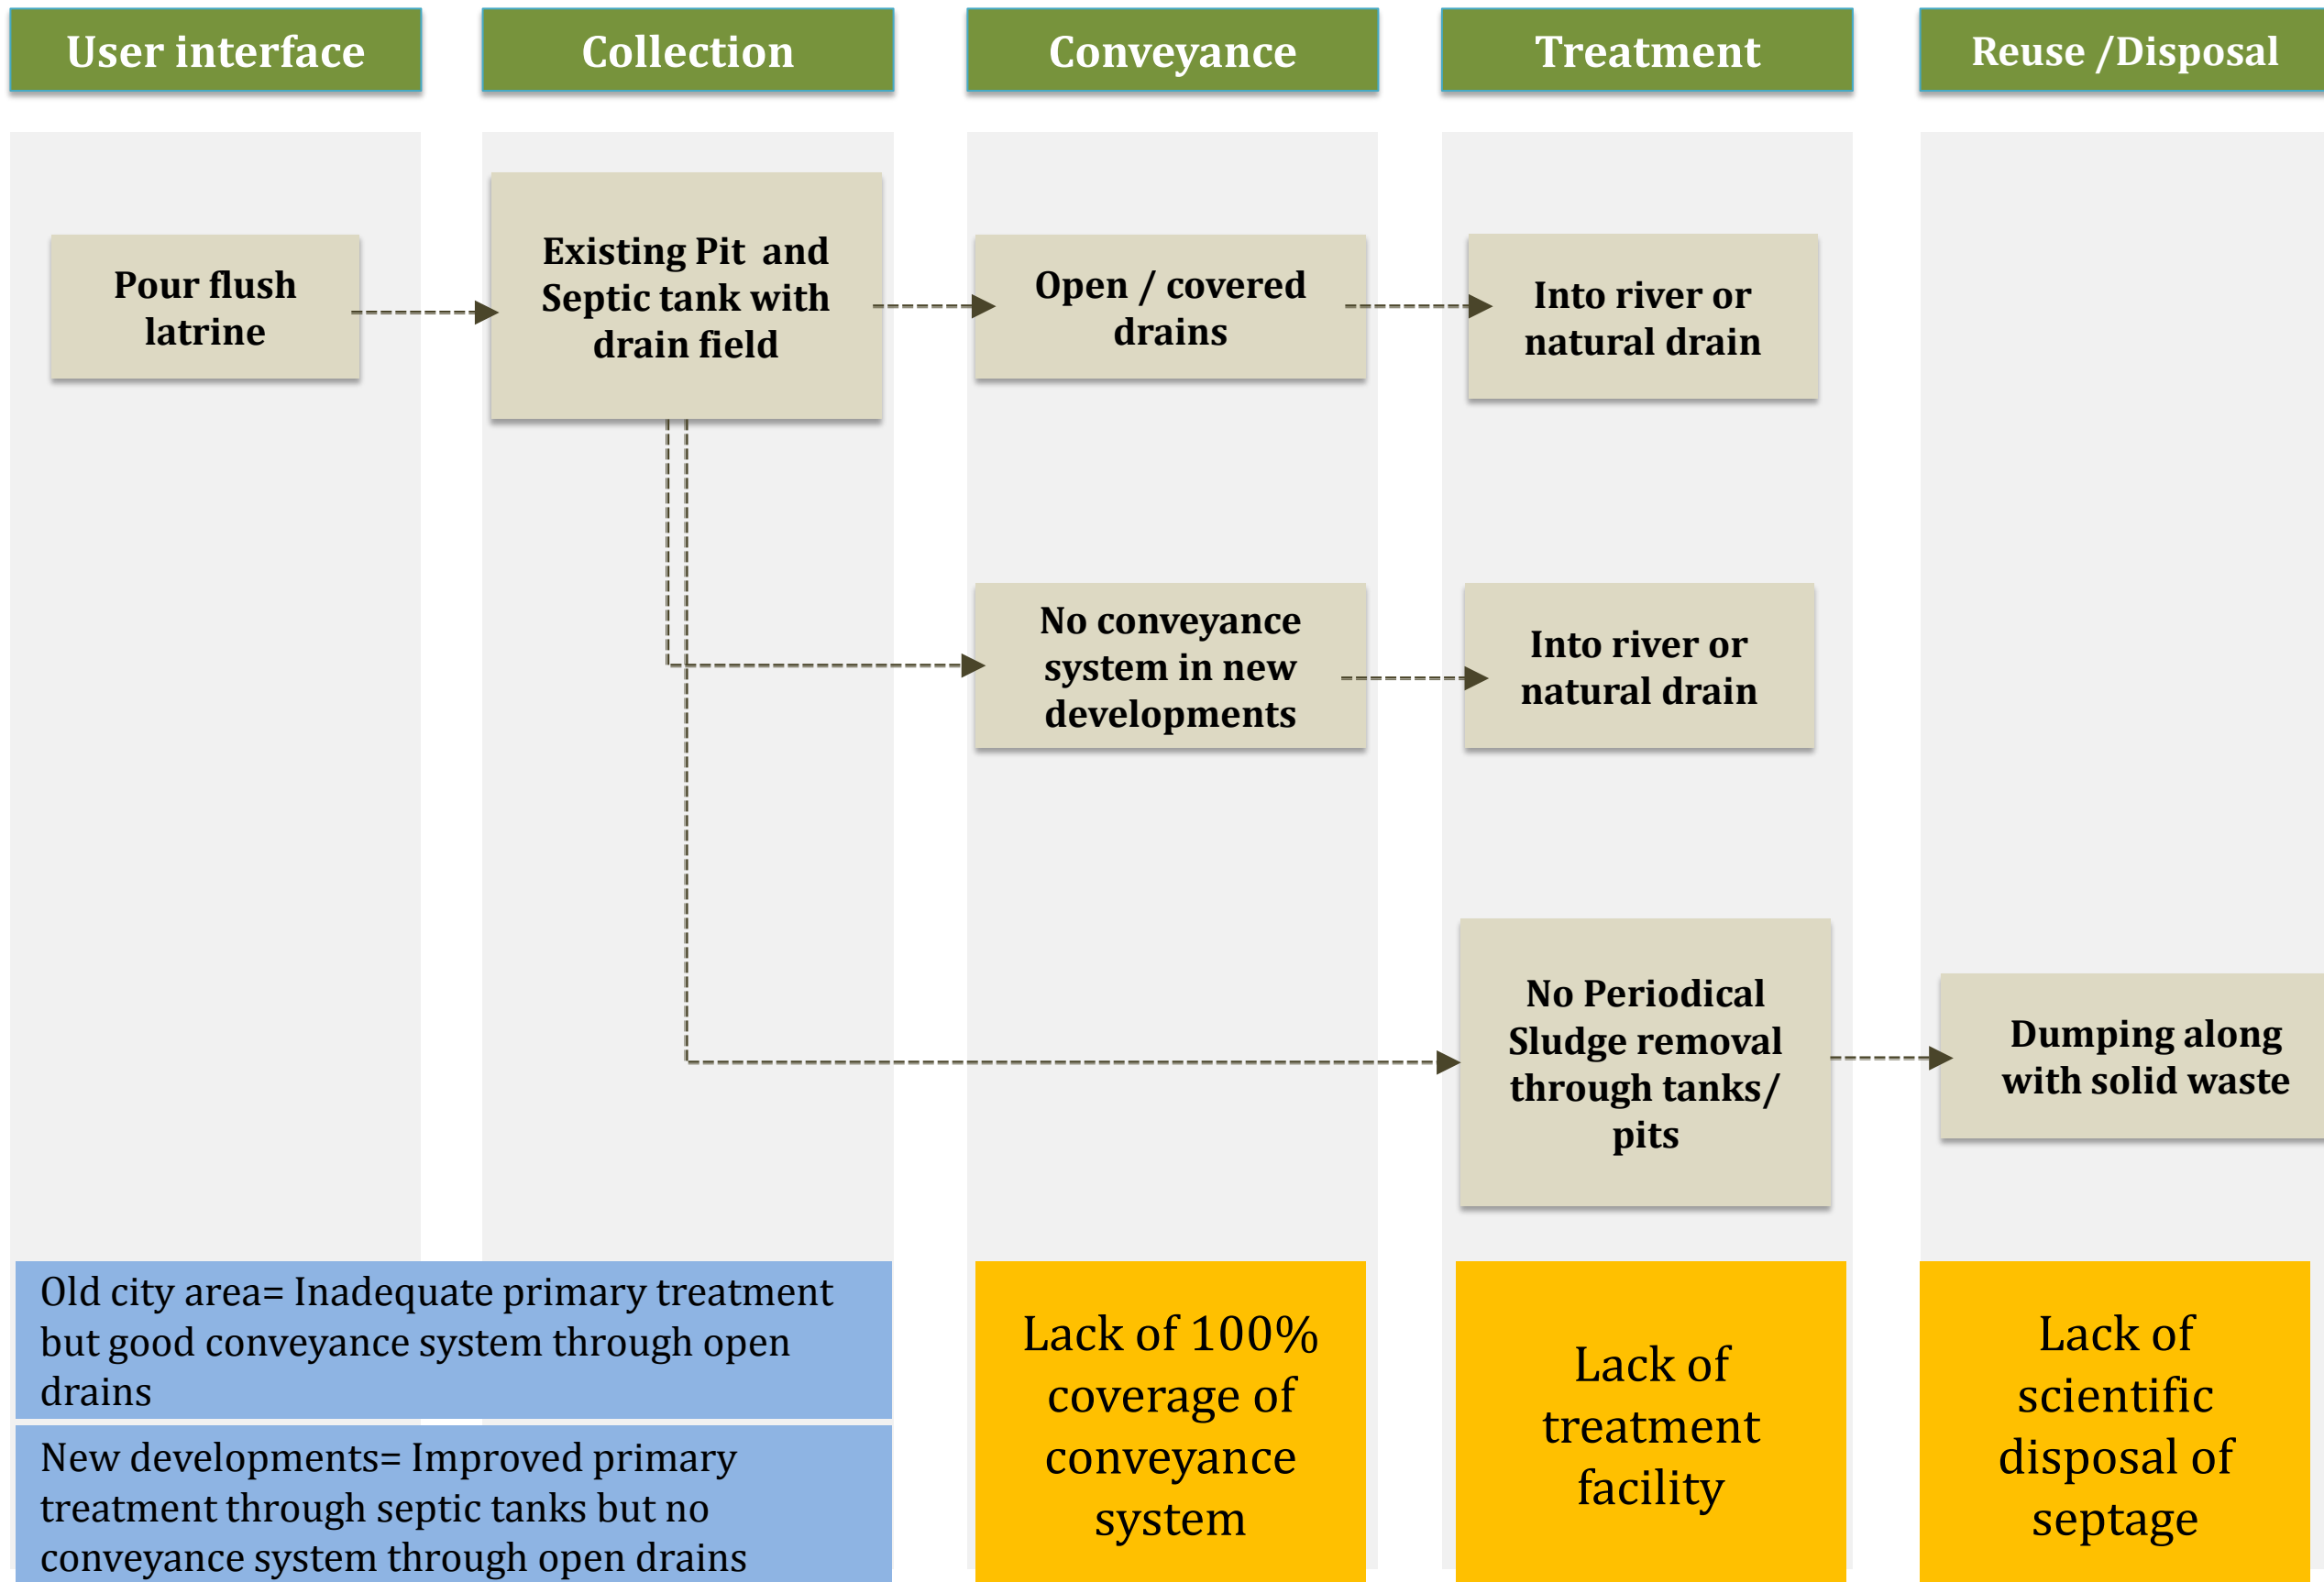 User interface
Collection
Conveyance
Treatment
Reuse /Disposal
Pour flush
latrine
Existing Pit and
Septic tank with
drain field
Open / covered
drains
Into river or
natural drain
No conveyance
system in new
developments
Into river or
natural drain
No Periodical
Sludge removal
through tanks/
pits
Dumping along
with solid waste
Old city area= Inadequate primary treatment
but good conveyance system through open
drains
New developments= Improved primary
treatment through septic tanks but no
conveyance system through open drains
Lack of 100%
coverage of
conveyance
system
Lack of
treatment
facility
Lack of
scientific
disposal of
septage